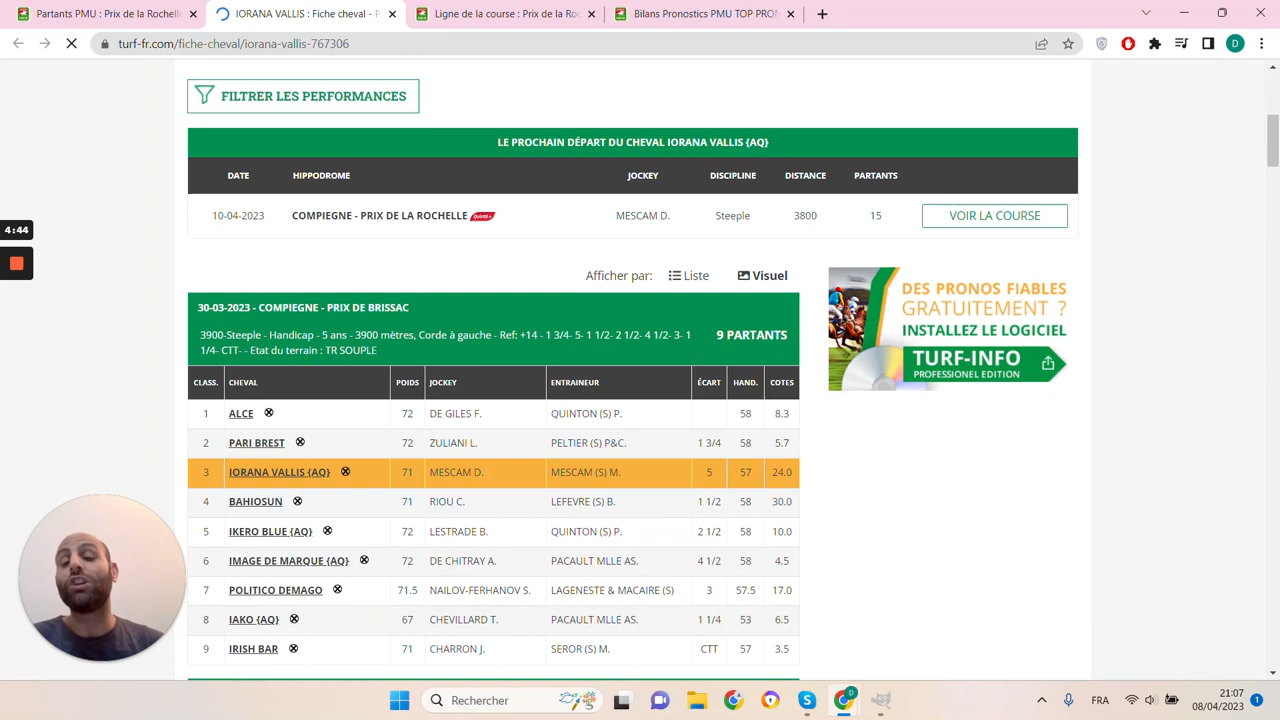 Partants PMU : Prix de la Rochelle
IORANA VALLIS : Fiche cheval - P
Ligne de la course : Prix de la Ro
Bilans Pronostics PMU TOP PRON
turf-fr.com/fiche-cheval/iorana-vallis-767306
D
FILTRER LES PERFORMANCES
LE PROCHAIN DÉPART DU CHEVAL IORANA VALLIS {AQ}
DATE HIPPODROME JOCKEY DISCIPLINE DISTANCE PARTANTS
10-04-2023 COMPIEGNE - PRIX DE LA ROCHELLE Quinté+ MESCAM D. Steeple 3800 15 VOIR LA COURSE
4:44
Afficher par: Liste Visuel
30-03-2023 - COMPIEGNE - PRIX DE BRISSAC
3900-Steeple - Handicap - 5 ans - 3900 mètres, Corde à gauche - Ref: +14 - 1 3/4- 5- 1 1/2- 2 1/2- 4 1/2- 3- 1
1/4- CTT- - Etat du terrain : TR SOUPLE
9 PARTANTS
CLASS. CHEVAL POIDS JOCKEY ENTRAINEUR ÉCART HAND. COTES
1 ALCE 72 DE GILES F. QUINTON (S) P. 58 8.3
2 PARI BREST 72 ZULIANI L. PELTIER (S) P&C. 1 3/4 58 5.7
3 IORANA VALLIS {AQ} 71 MESCAM D. MESCAM (S) M. 5 57 24.0
4 BAHIOSUN 71 RIOU C. LEFEVRE (S) B. 1 1/2 58 30.0
5 IKERO BLUE {AQ} 72 LESTRADE B. QUINTON (S) P. 2 1/2 58 10.0
6 IMAGE DE MARQUE {AQ} 72 DE CHITRAY A. PACAULT MLLE AS. 4 1/2 58 4.5
7 POLITICO DEMAGO 71.5 NAILOV-FERHANOV S. LAGENESTE & MACAIRE (S) 3 57.5 17.0
8 IAKO {AQ} 67 CHEVILLARD T. PACAULT MLLE AS. 1 1/4 53 6.5
9 IRISH BAR 71 CHARRON J. SEROR (S) M. CTT 57 3.5
DES PRONOS FIABLES
GRATUITEMENT ?
INSTALLEZ LE LOGICIEL
TURF-INFO
PROFESSIONEL EDITION
Rechercher
D
FRA
21:07
08/04/2023
1